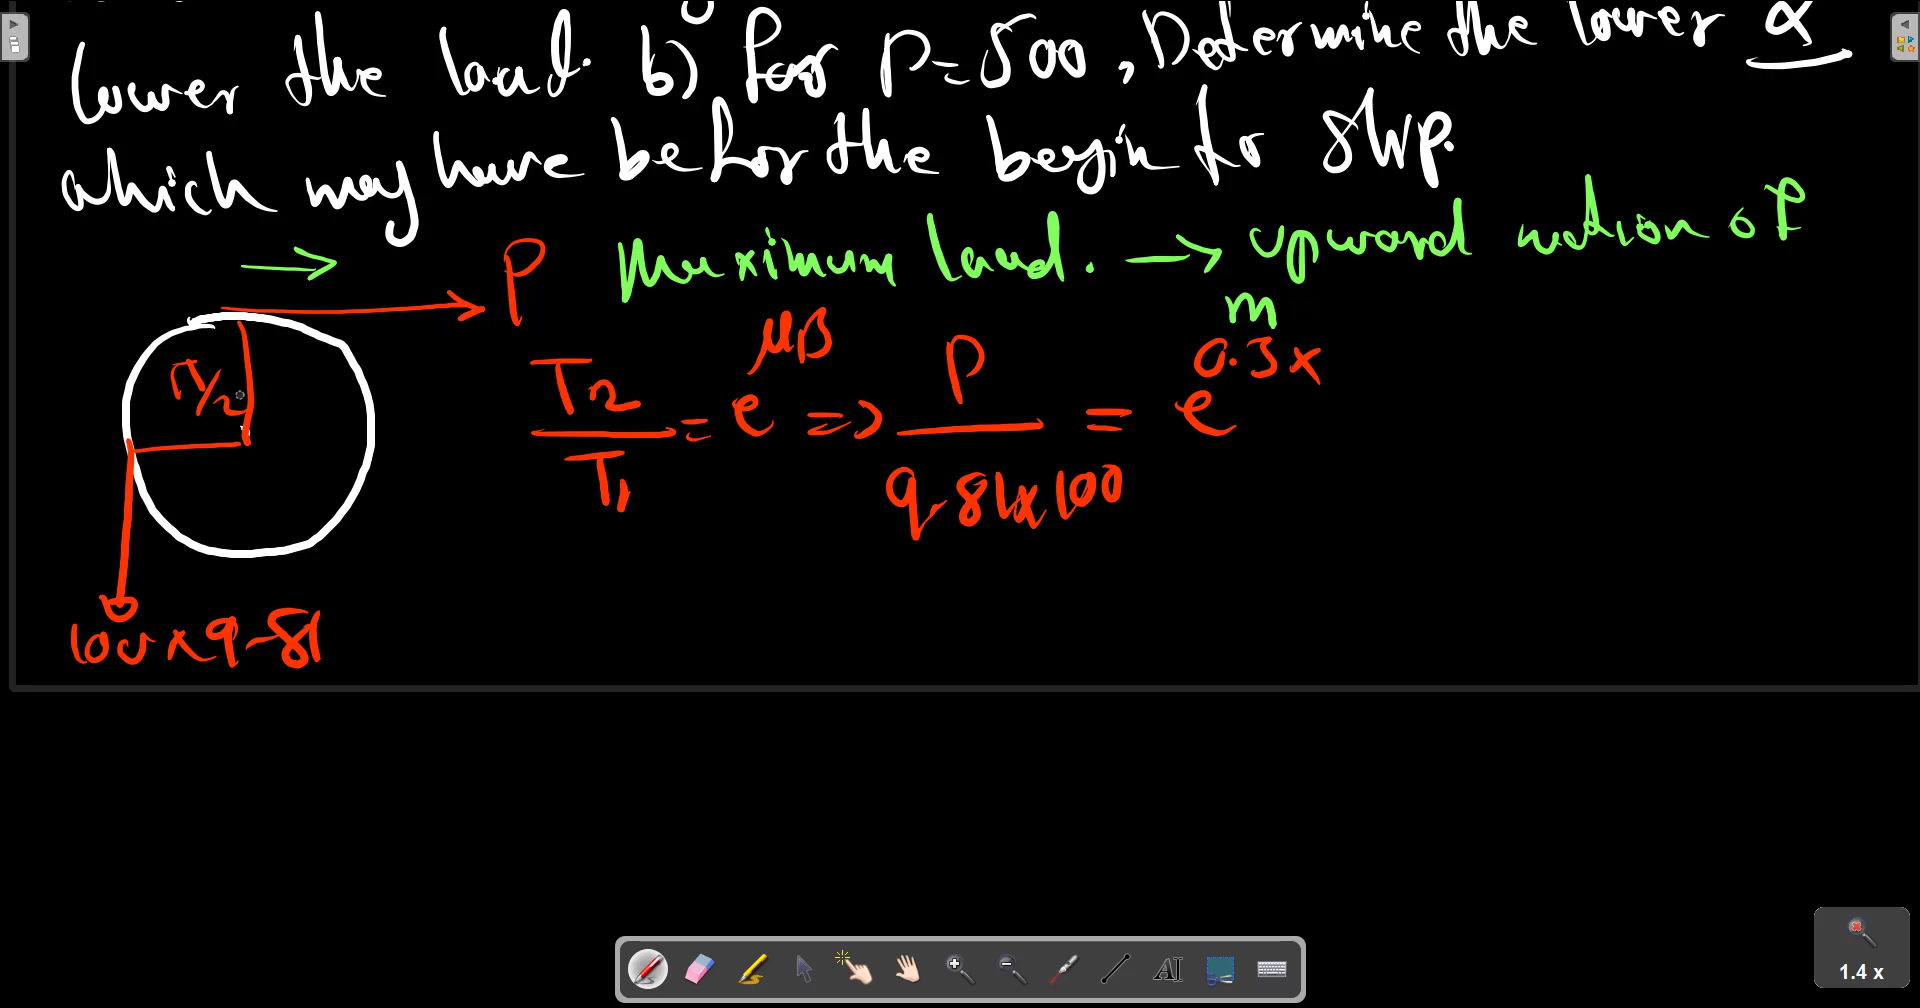 lower the load. b) for P=500, Determine the lower α
which may have before the begin to slip.
Maximum load. → upward motion of
m
P
π/2
T2/T1 = e^μB => P/9.81x100 = e^0.3x
100x9.81
1.4 x